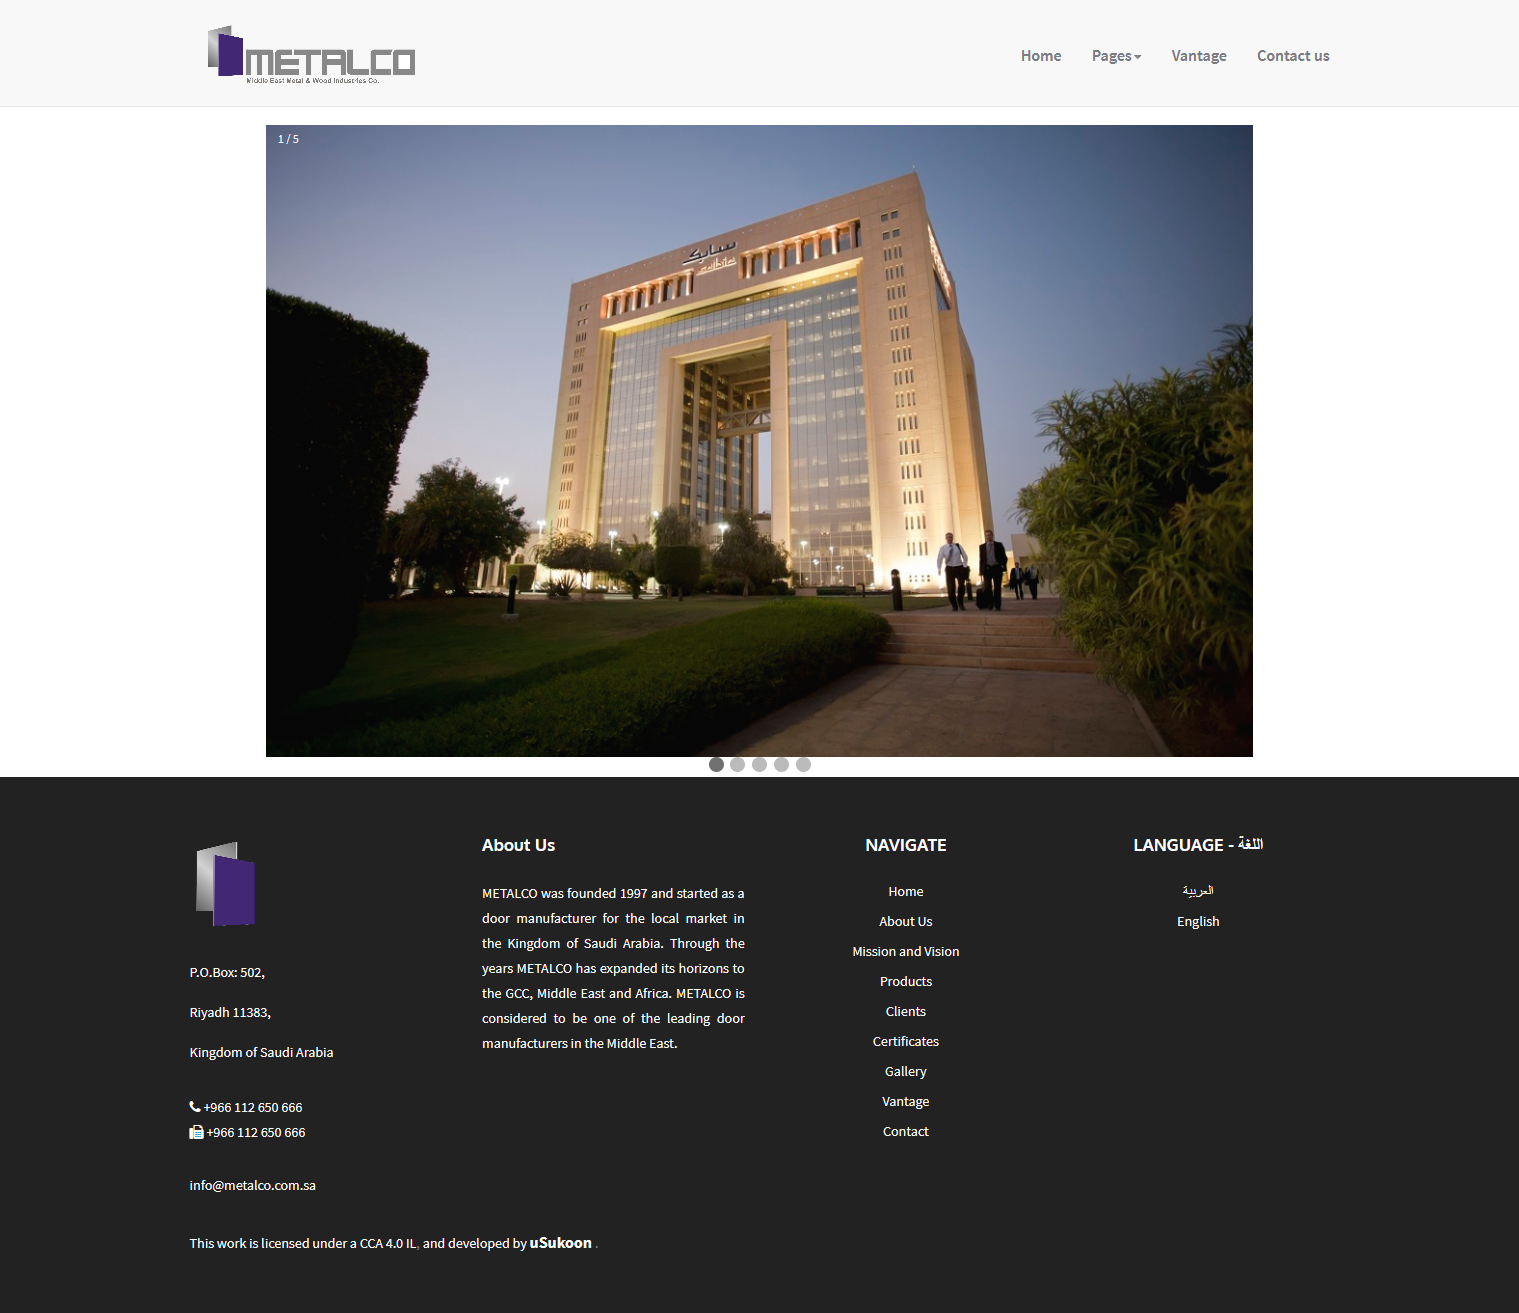 METALCO
Middle East Metal & Wood Industries Co.
Home
Pages
Vantage
Contact us
1 / 5
سابك
sabic
About Us
METALCO was founded 1997 and started as a
door manufacturer for the local market in
the Kingdom of Saudi Arabia. Through the
years METALCO has expanded its horizons to
the GCC, Middle East and Africa. METALCO is
considered to be one of the leading door
manufacturers in the Middle East.
NAVIGATE
Home
About Us
Mission and Vision
Products
Clients
Certificates
Gallery
Vantage
Contact
LANGUAGE - اللغة
العربية
English
P.O.Box: 502,
Riyadh 11383,
Kingdom of Saudi Arabia
+966 112 650 666
+966 112 650 666
info@metalco.com.sa
This work is licensed under a CCA 4.0 IL, and developed by uSukoon .